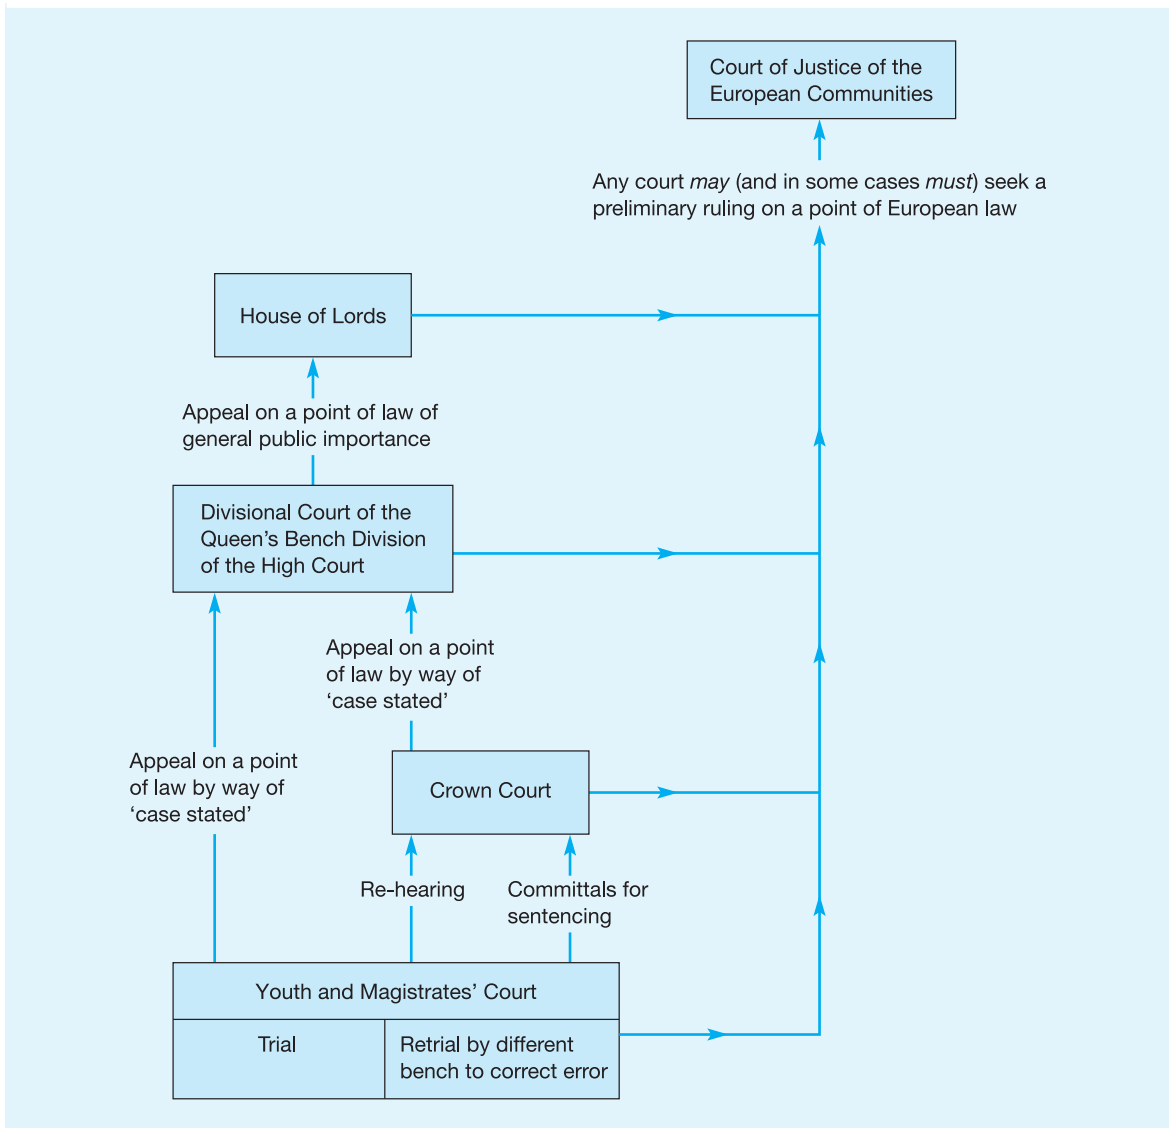 Court of Justice of the
European Communities
Any court may (and in some cases must) seek a
preliminary ruling on a point of European law
House of Lords
Appeal on a point of law of
general public importance
Divisional Court of the
Queen’s Bench Division
of the High Court
Appeal on a point
of law by way of
‘case stated’
Appeal on a point
of law by way of
‘case stated’
Crown Court
Re-hearing
Committals for
sentencing
Youth and Magistrates’ Court
Trial
Retrial by different
bench to correct error